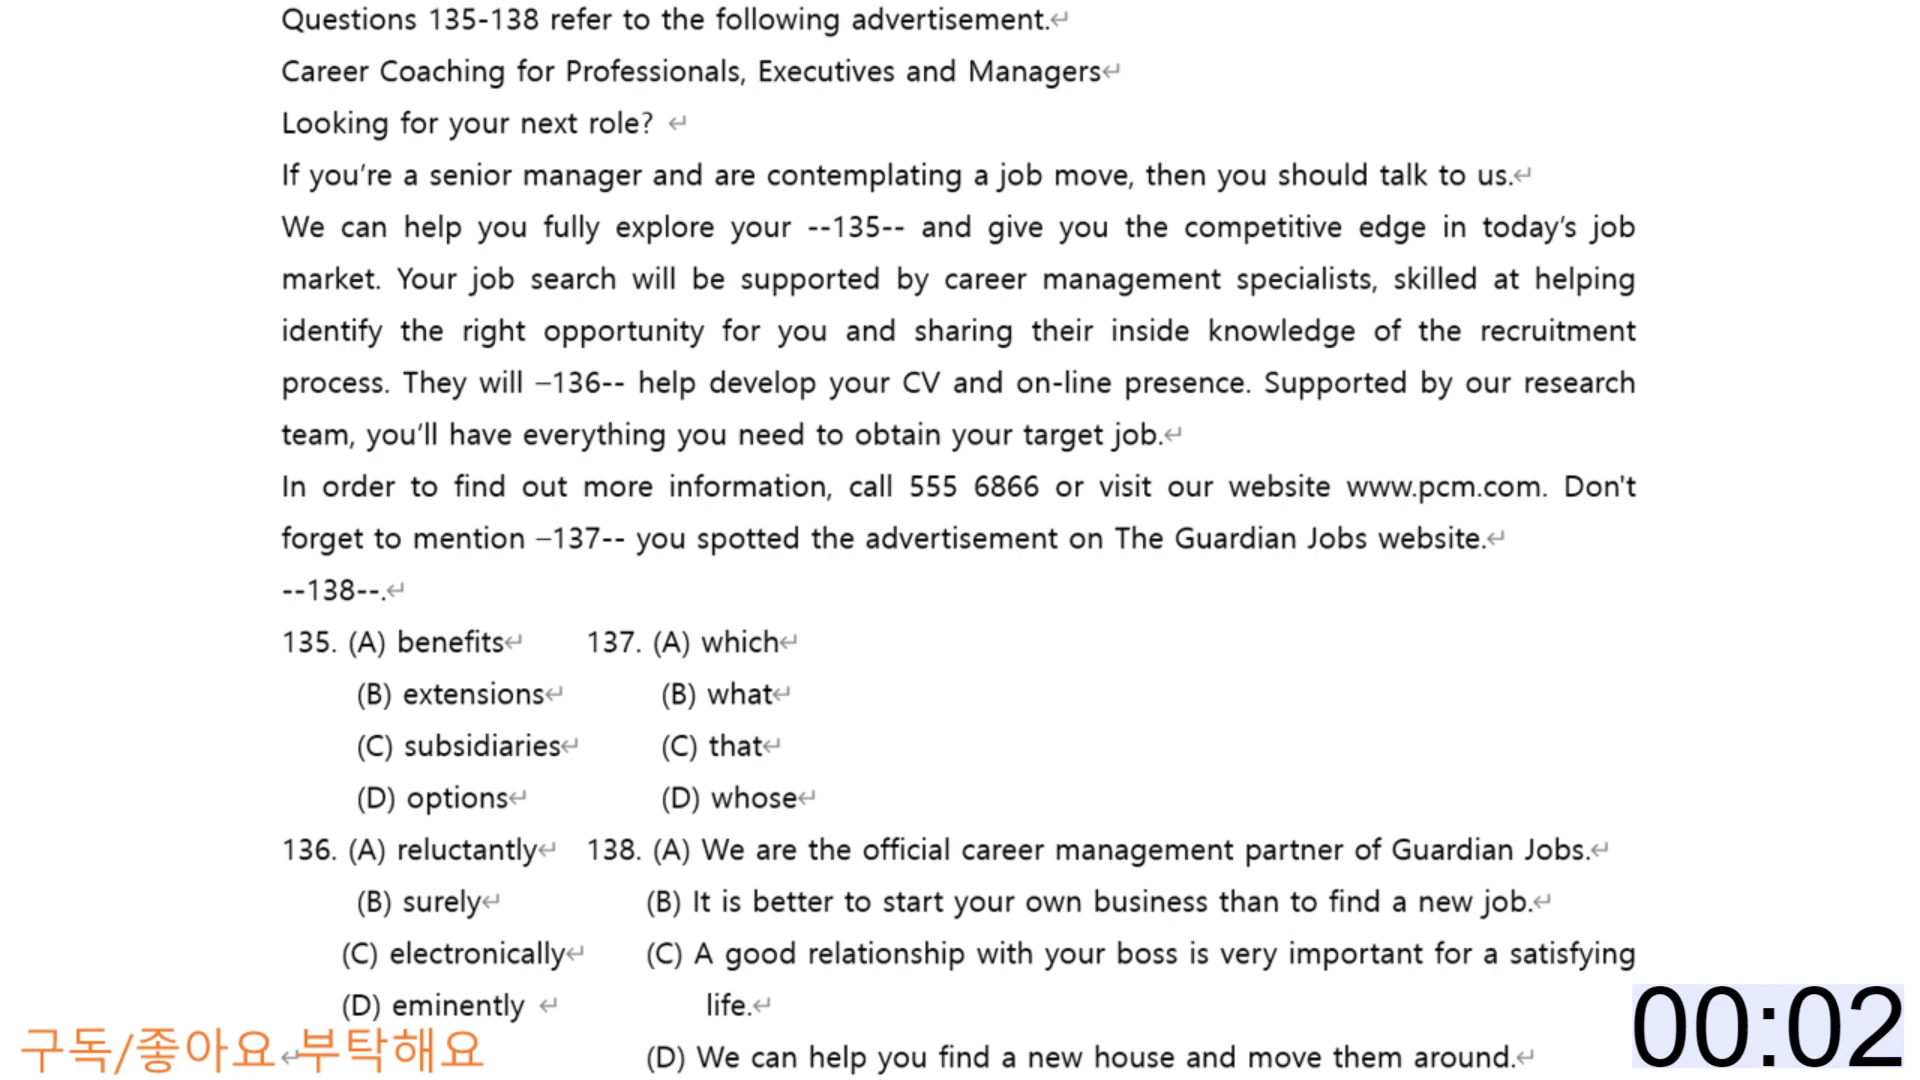 Questions 135-138 refer to the following advertisement.↵
Career Coaching for Professionals, Executives and Managers↵
Looking for your next role? ↵
If you’re a senior manager and are contemplating a job move, then you should talk to us.↵
We can help you fully explore your --135-- and give you the competitive edge in today’s job
market. Your job search will be supported by career management specialists, skilled at helping
identify the right opportunity for you and sharing their inside knowledge of the recruitment
process. They will –136-- help develop your CV and on-line presence. Supported by our research
team, you’ll have everything you need to obtain your target job.↵
In order to find out more information, call 555 6866 or visit our website www.pcm.com. Don't
forget to mention –137-- you spotted the advertisement on The Guardian Jobs website.↵
--138--.↵
135. (A) benefits↵ 137. (A) which↵
(B) extensions↵ (B) what↵
(C) subsidiaries↵ (C) that↵
(D) options↵ (D) whose↵
136. (A) reluctantly↵ 138. (A) We are the official career management partner of Guardian Jobs.↵
(B) surely↵ (B) It is better to start your own business than to find a new job.↵
(C) electronically↵ (C) A good relationship with your boss is very important for a satisfying
(D) eminently ↵ life.↵
구독/좋아요 ↵부탁해요 (D) We can help you find a new house and move them around.↵
00:02